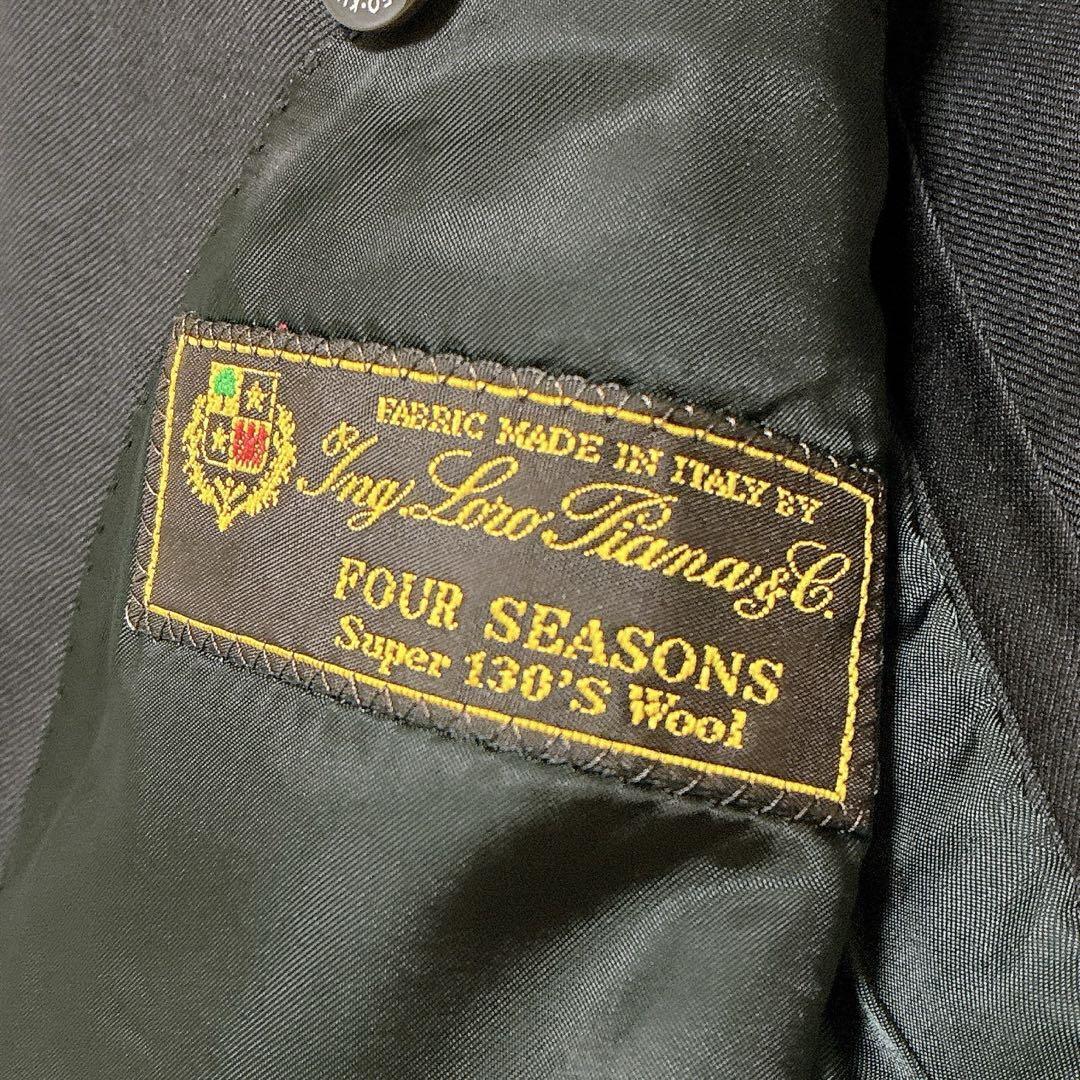 FABRIC MADE IN ITALY BY
Ing. Loro Piana & C.
FOUR SEASONS
Super 130'S Wool